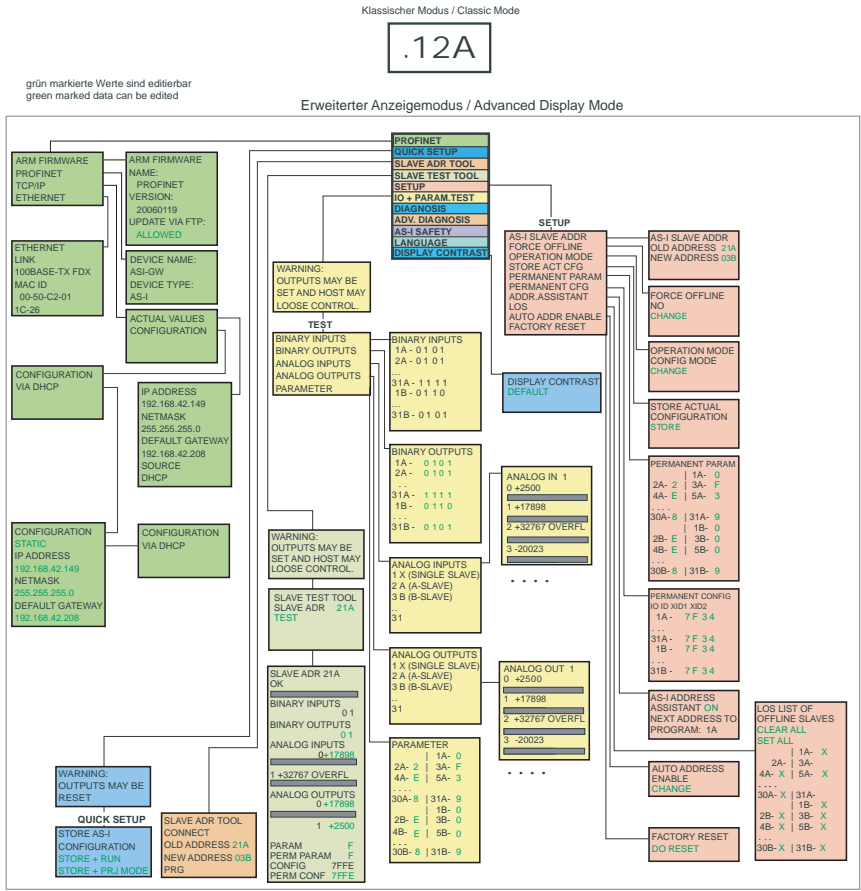 Klassischer Modus / Classic Mode
.12A
grün markierte Werte sind editierbar
green marked data can be edited
Erweiterter Anzeigemodus / Advanced Display Mode
PROFINET
QUICK SETUP
SLAVE ADR TOOL
SLAVE TEST TOOL
SETUP
IO + PARAM.TEST
DIAGNOSIS
ADV. DIAGNOSIS
AS-I SAFETY
LANGUAGE
DISPLAY CONTRAST
ARM FIRMWARE
PROFINET
TCP/IP
ETHERNET
ARM FIRMWARE
NAME:
PROFINET
VERSION:
20060119
UPDATE VIA FTP:
ALLOWED
ETHERNET
LINK
100BASE-TX FDX
MAC ID
00-50-C2-01
1C-26
DEVICE NAME:
ASI-GW
DEVICE TYPE:
AS-I
ACTUAL VALUES
CONFIGURATION
CONFIGURATION
VIA DHCP
IP ADDRESS
192.168.42.149
NETMASK
255.255.255.0
DEFAULT GATEWAY
192.168.42.208
SOURCE
DHCP
CONFIGURATION
STATIC
IP ADDRESS
192.168.42.149
NETMASK
255.255.255.0
DEFAULT GATEWAY
192.168.42.208
CONFIGURATION
VIA DHCP
WARNING:
OUTPUTS MAY BE
RESET
QUICK SETUP
STORE AS-I
CONFIGURATION
STORE + RUN
STORE + PRJ MODE
SLAVE ADR TOOL
CONNECT
OLD ADDRESS 21A
NEW ADDRESS 03B
PRG
WARNING:
OUTPUTS MAY BE
SET AND HOST MAY
LOOSE CONTROL.
SLAVE TEST TOOL
SLAVE ADR 21A
TEST
SLAVE ADR 21A
OK
BINARY INPUTS
0 1
BINARY OUTPUTS
0 1
ANALOG INPUTS
0+17898
1 +32767 OVERFL
ANALOG OUTPUTS
0+17898
1 +2500
PARAM F
PERM PARAM F
CONFIG 7FFE
PERM CONF 7FFE
WARNING:
OUTPUTS MAY BE
SET AND HOST MAY
LOOSE CONTROL.
TEST
BINARY INPUTS
BINARY OUTPUTS
ANALOG INPUTS
ANALOG OUTPUTS
PARAMETER
BINARY INPUTS
1A - 0 1 0 1
2A - 0 1 0 1
...
31A - 1 1 1 1
1B - 0 1 1 0
...
31B - 0 1 0 1
BINARY OUTPUTS
1A - 0 1 0 1
2A - 0 1 0 1
. . .
31A - 1 1 1 1
1B - 0 1 1 0
. . . .
31B - 0 1 0 1
ANALOG INPUTS
1 X (SINGLE SLAVE)
2 A (A-SLAVE)
3 B (B-SLAVE)
..
31
ANALOG OUTPUTS
1 X (SINGLE SLAVE)
2 A (A-SLAVE)
3 B (B-SLAVE)
..
31
PARAMETER
| 1A- 0
2A- 2 | 3A- F
4A- E | 5A- 3
. . . .
30A- 8 |31A- 9
| 1B- 0
2B- E | 3B- 0
4B- E | 5B- 0
...
30B- 8 | 31B- 9
ANALOG IN 1
0 +2500
1 +17898
2 +32767 OVERFL
3 -20023
. . . .
ANALOG OUT 1
0 +2500
1 +17898
2 +32767 OVERFL
3 -20023
. . . .
DISPLAY CONTRAST
DEFAULT
SETUP
AS-I SLAVE ADDR
FORCE OFFLINE
OPERATION MODE
STORE ACT CFG
PERMANENT PARAM
PERMANENT CFG
ADDR.ASSISTANT
LOS
AUTO ADDR ENABLE
FACTORY RESET
AS-I SLAVE ADDR
OLD ADDRESS 21A
NEW ADDRESS 03B
FORCE OFFLINE
NO
CHANGE
OPERATION MODE
CONFIG MODE
CHANGE
STORE ACTUAL
CONFIGURATION
STORE
PERMANENT PARAM
| 1A- 0
2A- 2 | 3A- F
4A- E | 5A- 3
. . . .
30A- 8 |31A- 9
| 1B- 0
2B- E | 3B- 0
4B- E | 5B- 0
...
30B- 8 | 31B- 9
PERMANENT CONFIG
IO ID XID1 XID2
1A - 7 F 3 4
. . .
31A - 7 F 3 4
1B - 7 F 3 4
. . .
31B - 7 F 3 4
AS-I ADDRESS
ASSISTANT ON
NEXT ADDRESS TO
PROGRAM: 1A
AUTO ADDRESS
ENABLE
CHANGE
FACTORY RESET
DO RESET
LOS LIST OF
OFFLINE SLAVES
CLEAR ALL
SET ALL
| 1A- X
2A- | 3A-
4A- X | 5A- X
. . . .
30A- X |31A-
| 1B- X
2B- X | 3B- X
4B- X | 5B- X
...
30B- X | 31B- X